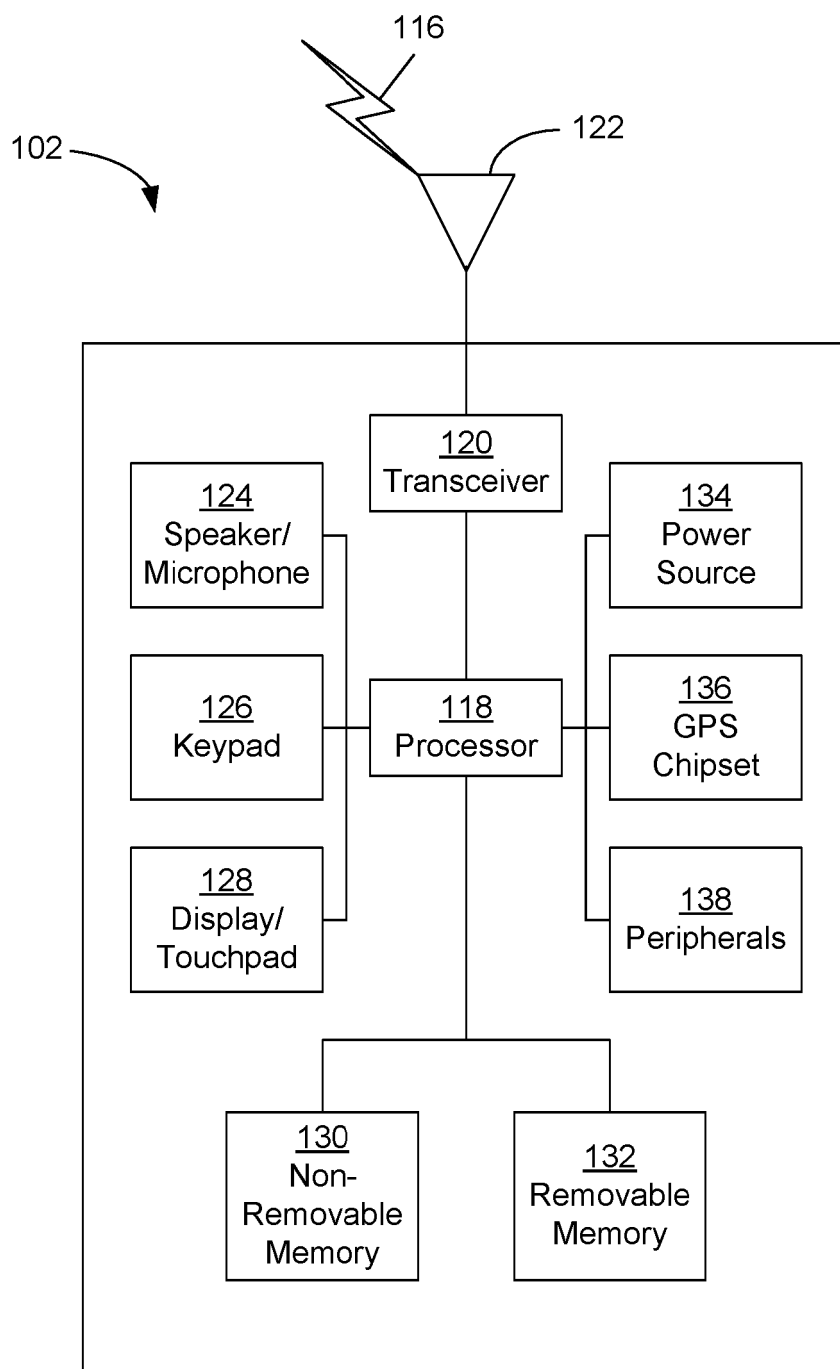 116
122
102
120
Transceiver
124
Speaker/
Microphone
134
Power
Source
126
Keypad
118
Processor
136
GPS
Chipset
128
Display/
Touchpad
138
Peripherals
130
Non-
Removable
Memory
132
Removable
Memory